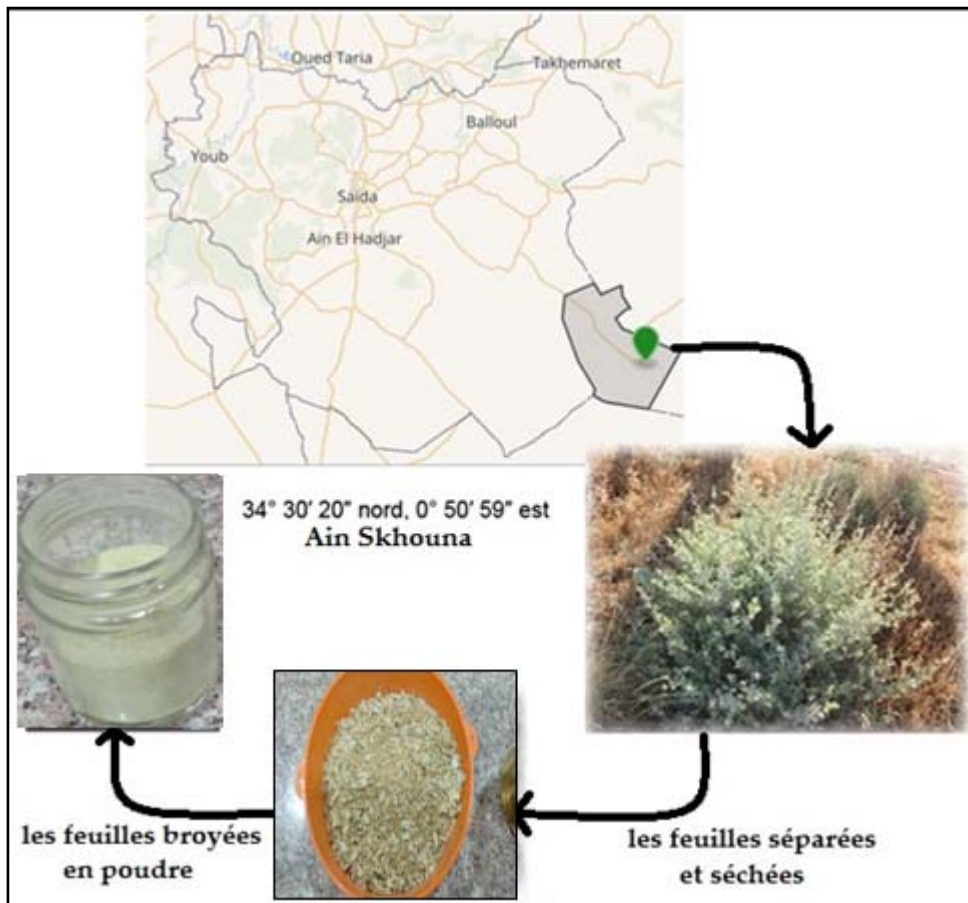 Oued Taria
Takhemaret
Balloul
Youb
Saïda
Ain El Hadjar
34° 30′ 20″ nord, 0° 50′ 59″ est
Ain Skhouna
les feuilles broyées
en poudre
les feuilles séparées
et séchées